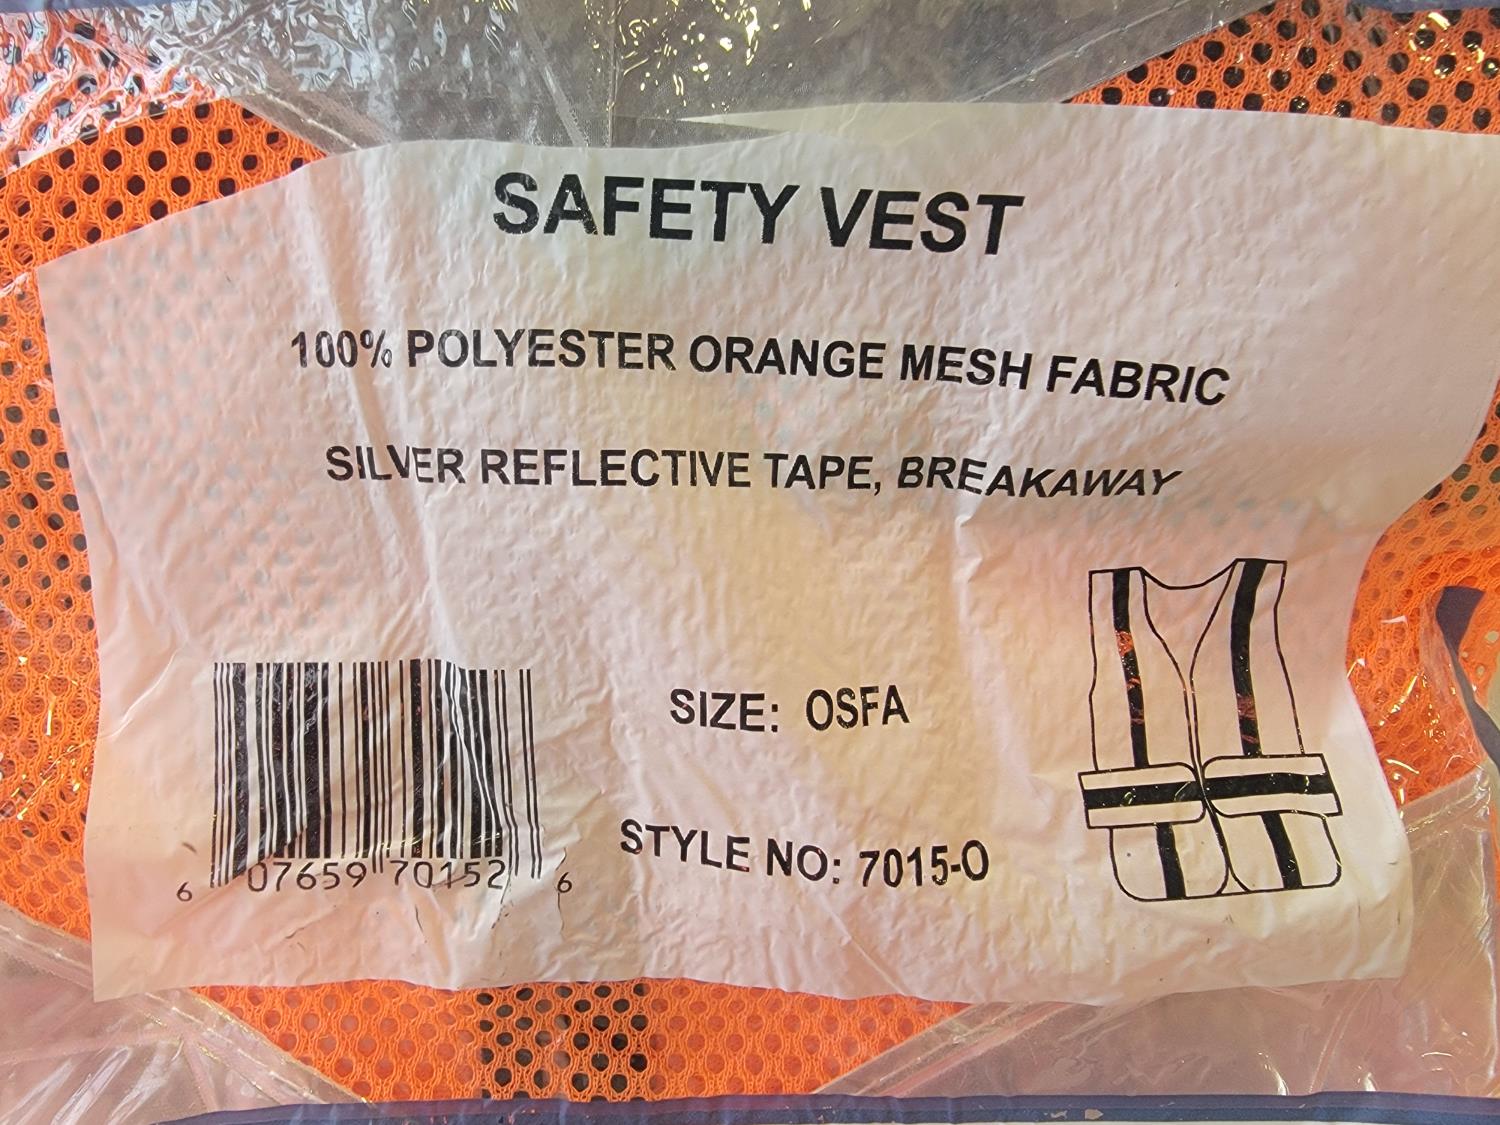 SAFETY VEST
100% POLYESTER ORANGE MESH FABRIC
SILVER REFLECTIVE TAPE, BREAKAWAY
SIZE: OSFA
STYLE NO: 7015-O
6 07659 70152 6